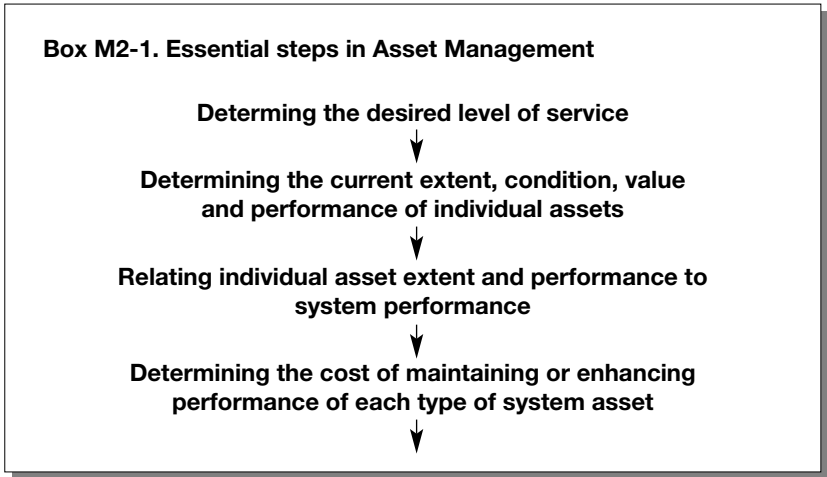 Box M2-1. Essential steps in Asset Management
Determing the desired level of service
Determining the current extent, condition, value
and performance of individual assets
Relating individual asset extent and performance to
system performance
Determining the cost of maintaining or enhancing
performance of each type of system asset